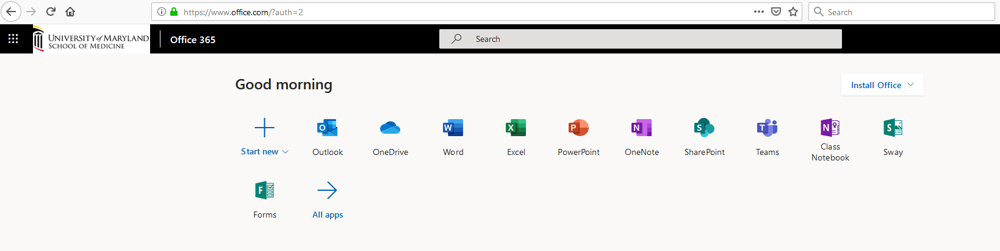 https://www.office.com/?auth=2
Search
UNIVERSITY of MARYLAND
SCHOOL OF MEDICINE
Office 365
Search
Good morning
Install Office
Start new
Outlook
OneDrive
Word
Excel
PowerPoint
OneNote
SharePoint
Teams
Class
Notebook
Sway
Forms
All apps